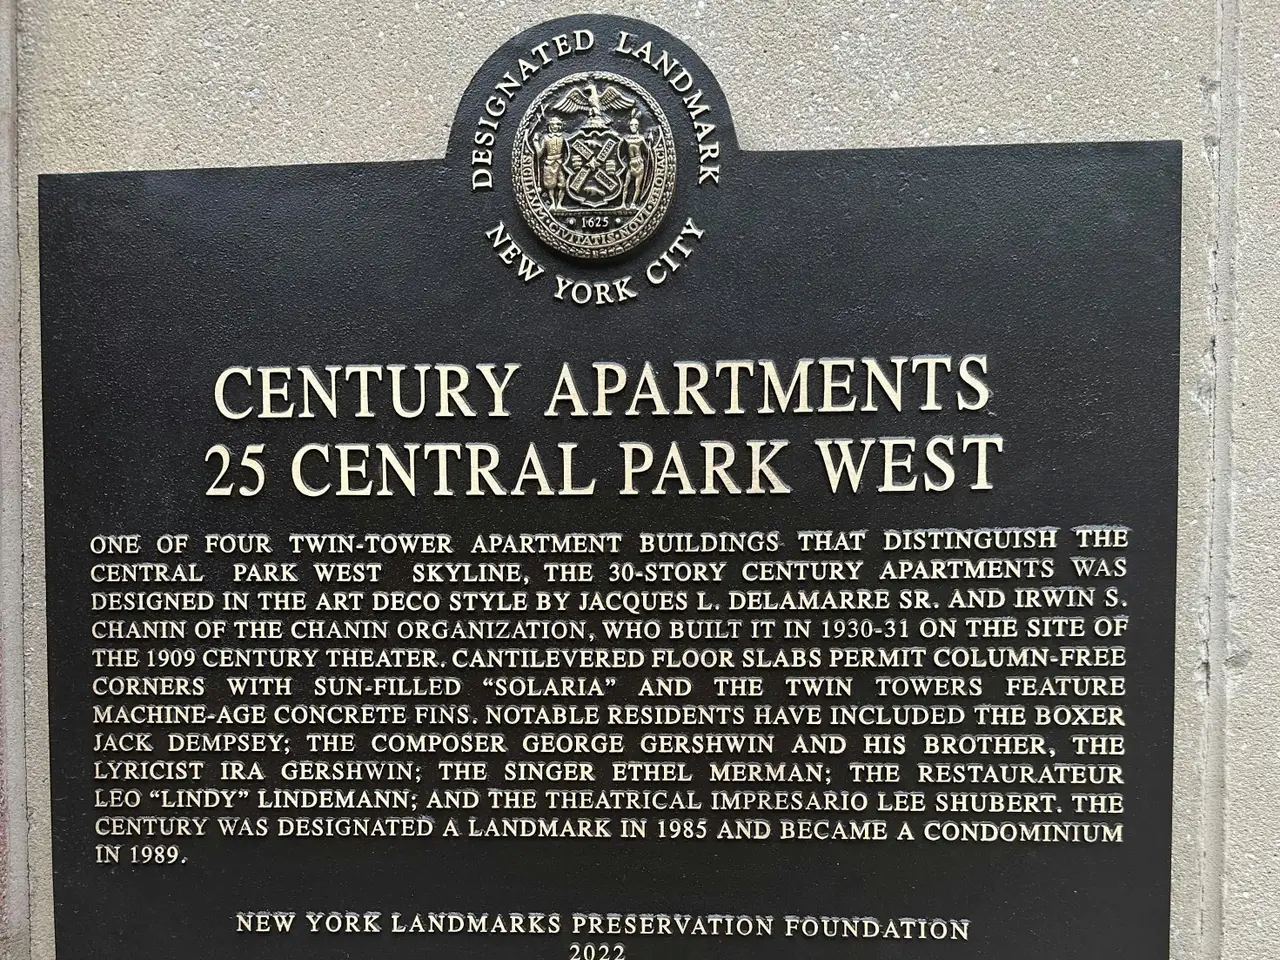 DESIGNATED LANDMARK
SIGILLVM CIVITATIS NOVI EBORACI
1625
NEW YORK CITY
CENTURY APARTMENTS
25 CENTRAL PARK WEST
ONE OF FOUR TWIN-TOWER APARTMENT BUILDINGS THAT DISTINGUISH THE
CENTRAL PARK WEST SKYLINE, THE 30-STORY CENTURY APARTMENTS WAS
DESIGNED IN THE ART DECO STYLE BY JACQUES L. DELAMARRE SR. AND IRWIN S.
CHANIN OF THE CHANIN ORGANIZATION, WHO BUILT IT IN 1930-31 ON THE SITE OF
THE 1909 CENTURY THEATER. CANTILEVERED FLOOR SLABS PERMIT COLUMN-FREE
CORNERS WITH SUN-FILLED “SOLARIA” AND THE TWIN TOWERS FEATURE
MACHINE-AGE CONCRETE FINS. NOTABLE RESIDENTS HAVE INCLUDED THE BOXER
JACK DEMPSEY; THE COMPOSER GEORGE GERSHWIN AND HIS BROTHER, THE
LYRICIST IRA GERSHWIN; THE SINGER ETHEL MERMAN; THE RESTAURATEUR
LEO “LINDY” LINDEMANN; AND THE THEATRICAL IMPRESARIO LEE SHUBERT. THE
CENTURY WAS DESIGNATED A LANDMARK IN 1985 AND BECAME A CONDOMINIUM
IN 1989.
NEW YORK LANDMARKS PRESERVATION FOUNDATION
2022